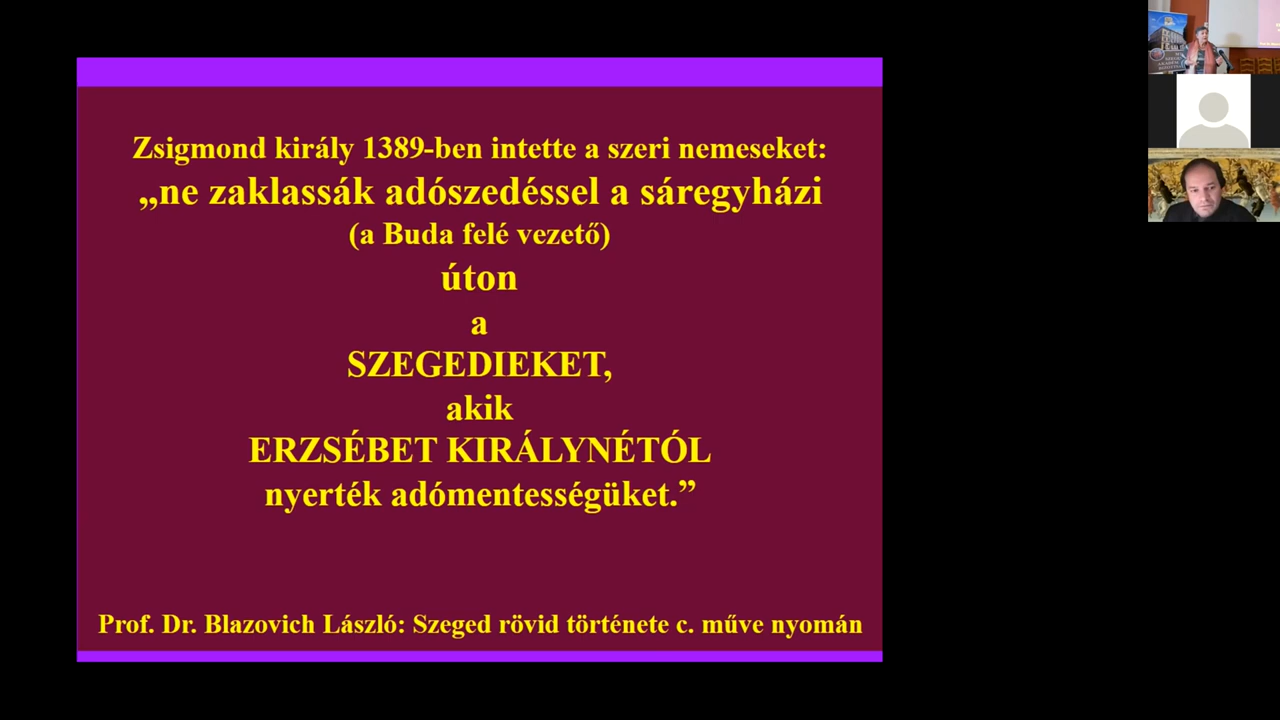 Zsigmond király 1389-ben intette a szeri nemeseket:
„ne zaklassák adószedéssel a sáregyházi
(a Buda felé vezető)
úton
a
SZEGEDIEKET,
akik
ERZSÉBET KIRÁLYNÉTÓL
nyerték adómentességüket.”
Prof. Dr. Blazovich László: Szeged rövid története c. műve nyomán